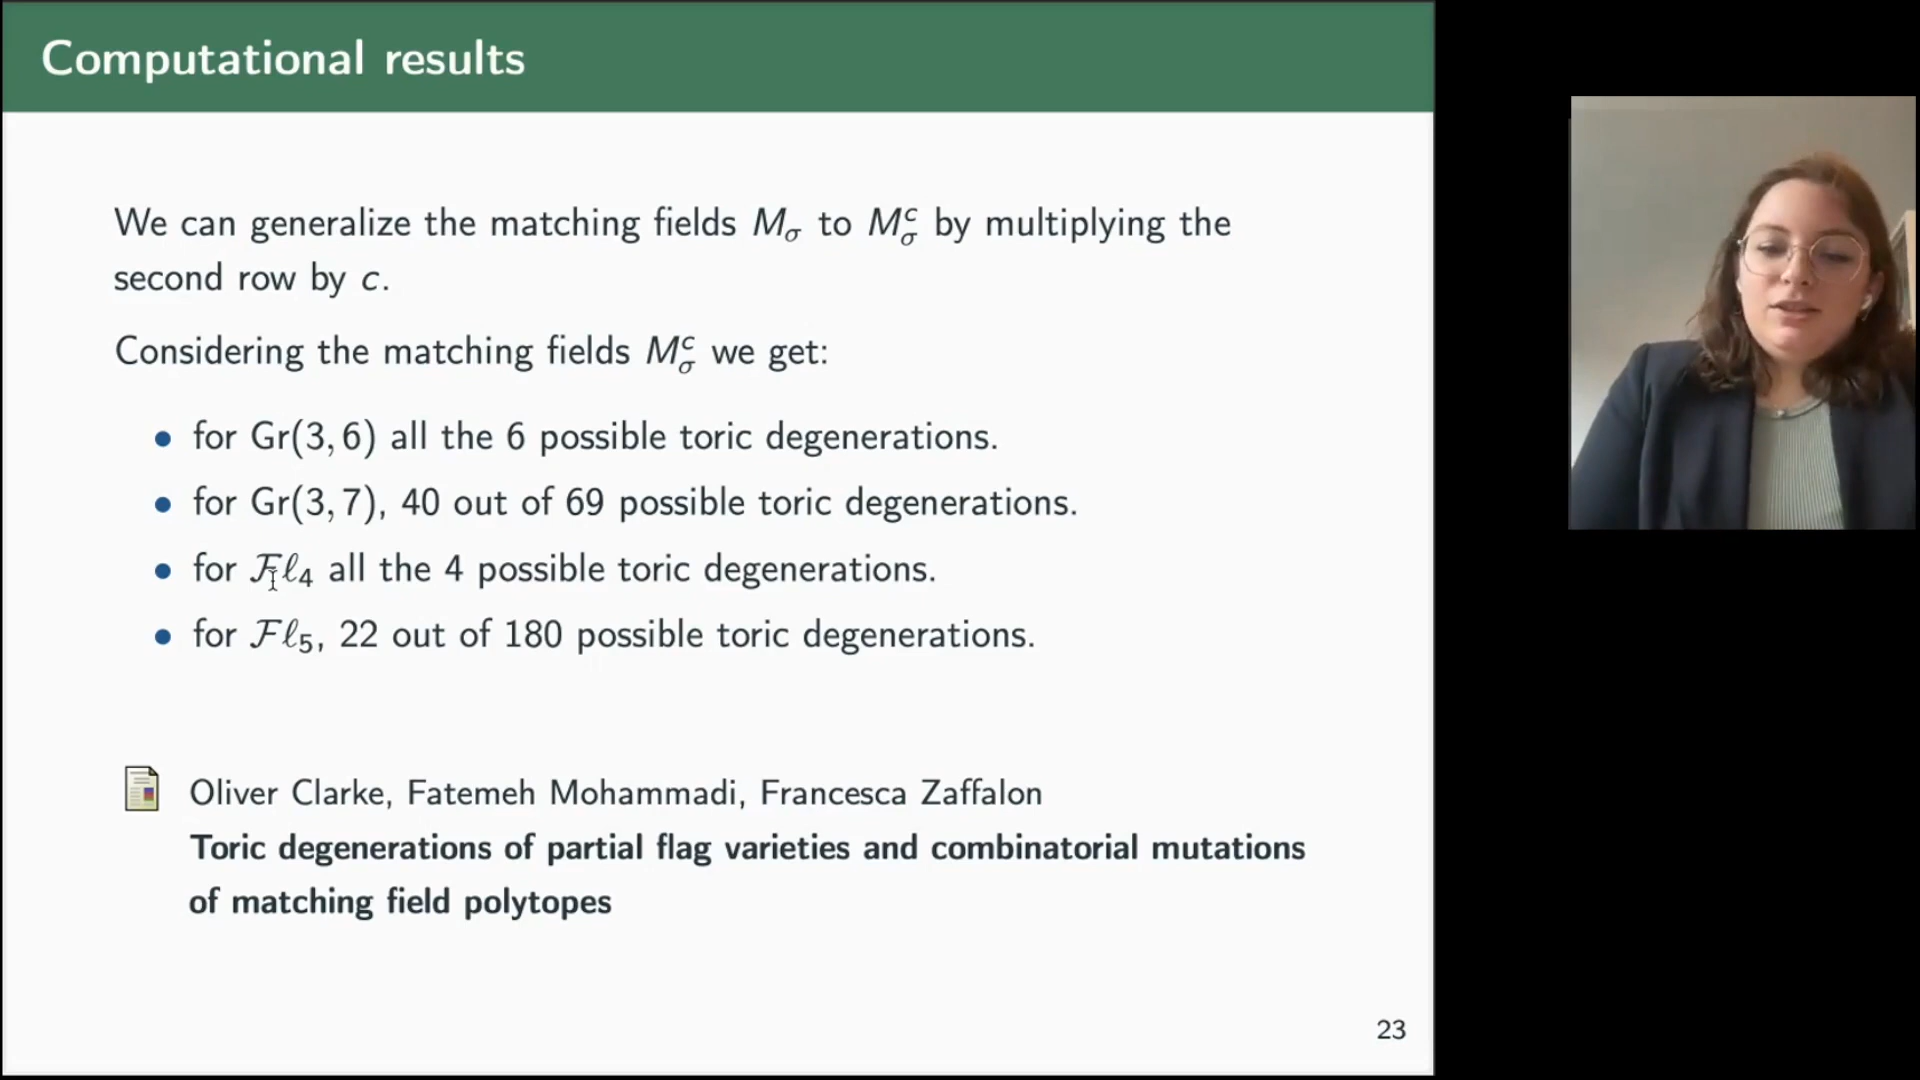 Computational results
We can generalize the matching fields M_σ to M_σ^c by multiplying the
second row by c.
Considering the matching fields M_σ^c we get:
• for Gr(3, 6) all the 6 possible toric degenerations.
• for Gr(3, 7), 40 out of 69 possible toric degenerations.
• for ℱℓ₄ all the 4 possible toric degenerations.
• for ℱℓ₅, 22 out of 180 possible toric degenerations.
Oliver Clarke, Fatemeh Mohammadi, Francesca Zaffalon
Toric degenerations of partial flag varieties and combinatorial mutations
of matching field polytopes
23